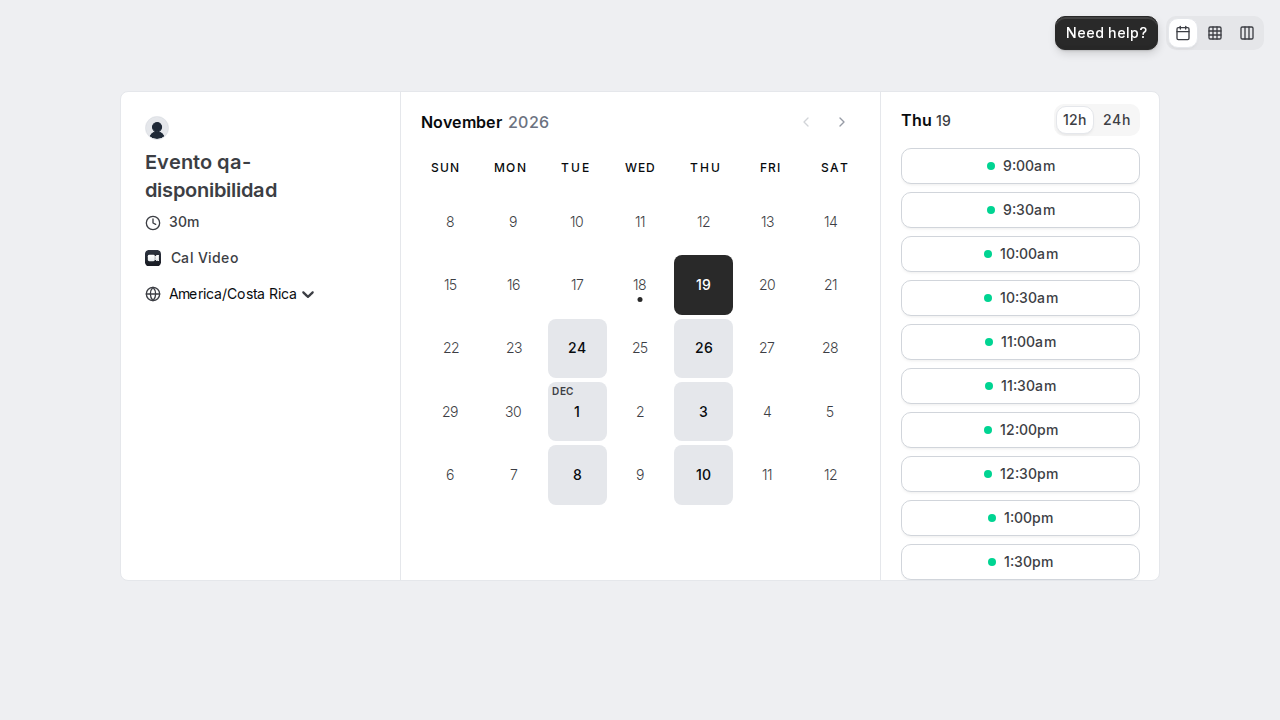 Need help?
Evento qa-
disponibilidad
30m
Cal Video
America/Costa Rica
November 2026
SUN MON TUE WED THU FRI SAT
8 9 10 11 12 13 14
15 16 17 18 19 20 21
22 23 24 25 26 27 28
DEC
29 30 1 2 3 4 5
6 7 8 9 10 11 12
Thu 19
12h 24h
9:00am
9:30am
10:00am
10:30am
11:00am
11:30am
12:00pm
12:30pm
1:00pm
1:30pm